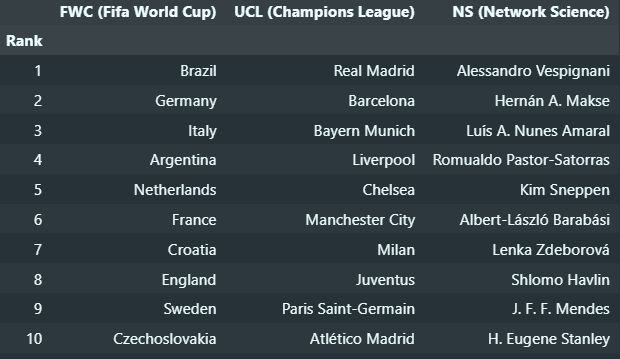 FWC (Fifa World Cup) UCL (Champions League) NS (Network Science)
Rank
1 Brazil Real Madrid Alessandro Vespignani
2 Germany Barcelona Hernán A. Makse
3 Italy Bayern Munich Luís A. Nunes Amaral
4 Argentina Liverpool Romualdo Pastor-Satorras
5 Netherlands Chelsea Kim Sneppen
6 France Manchester City Albert-László Barabási
7 Croatia Milan Lenka Zdeborová
8 England Juventus Shlomo Havlin
9 Sweden Paris Saint-Germain J. F. F. Mendes
10 Czechoslovakia Atlético Madrid H. Eugene Stanley